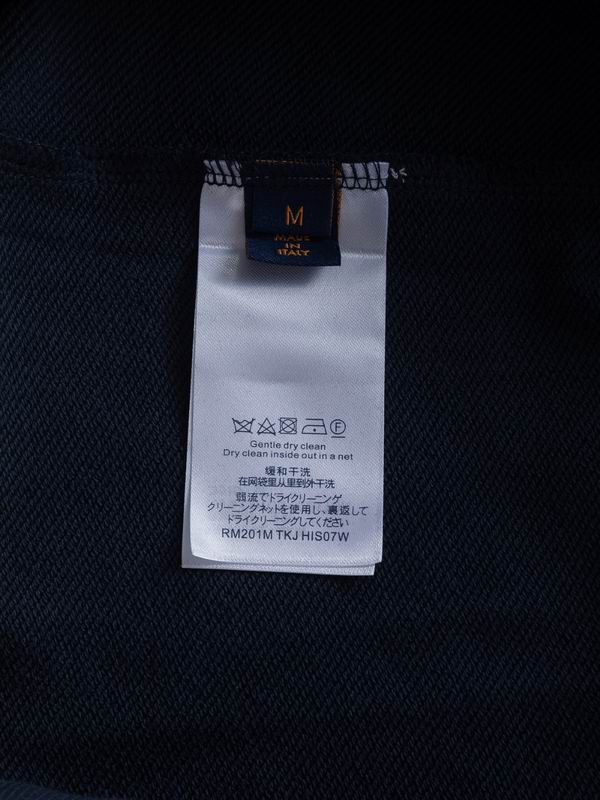 M
MADE
IN
ITALY
F
Gentle dry clean
Dry clean inside out in a net
缓和干洗
在网袋里从里到外干洗
弱流でドライクリーニング
クリーニングネットを使用し、裏返して
ドライクリーニングしてください
RM201M TKJ HIS07W